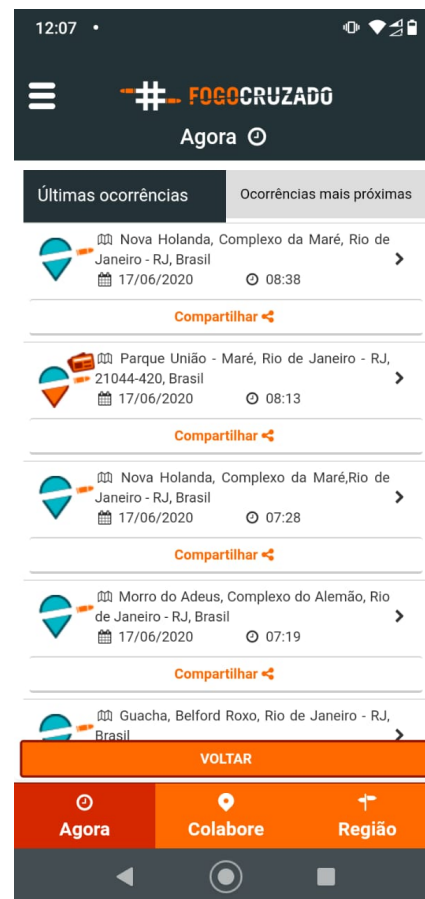 12:07
FOGOCRUZADO
Agora
Últimas ocorrências
Ocorrências mais próximas
Nova Holanda, Complexo da Maré, Rio de
Janeiro - RJ, Brasil
17/06/2020 08:38
Compartilhar
Parque União - Maré, Rio de Janeiro - RJ,
21044-420, Brasil
17/06/2020 08:13
Compartilhar
Nova Holanda, Complexo da Maré,Rio de
Janeiro - RJ, Brasil
17/06/2020 07:28
Compartilhar
Morro do Adeus, Complexo do Alemão, Rio
de Janeiro - RJ, Brasil
17/06/2020 07:19
Compartilhar
Guacha, Belford Roxo, Rio de Janeiro - RJ,
Brasil
VOLTAR
Agora
Colabore
Região